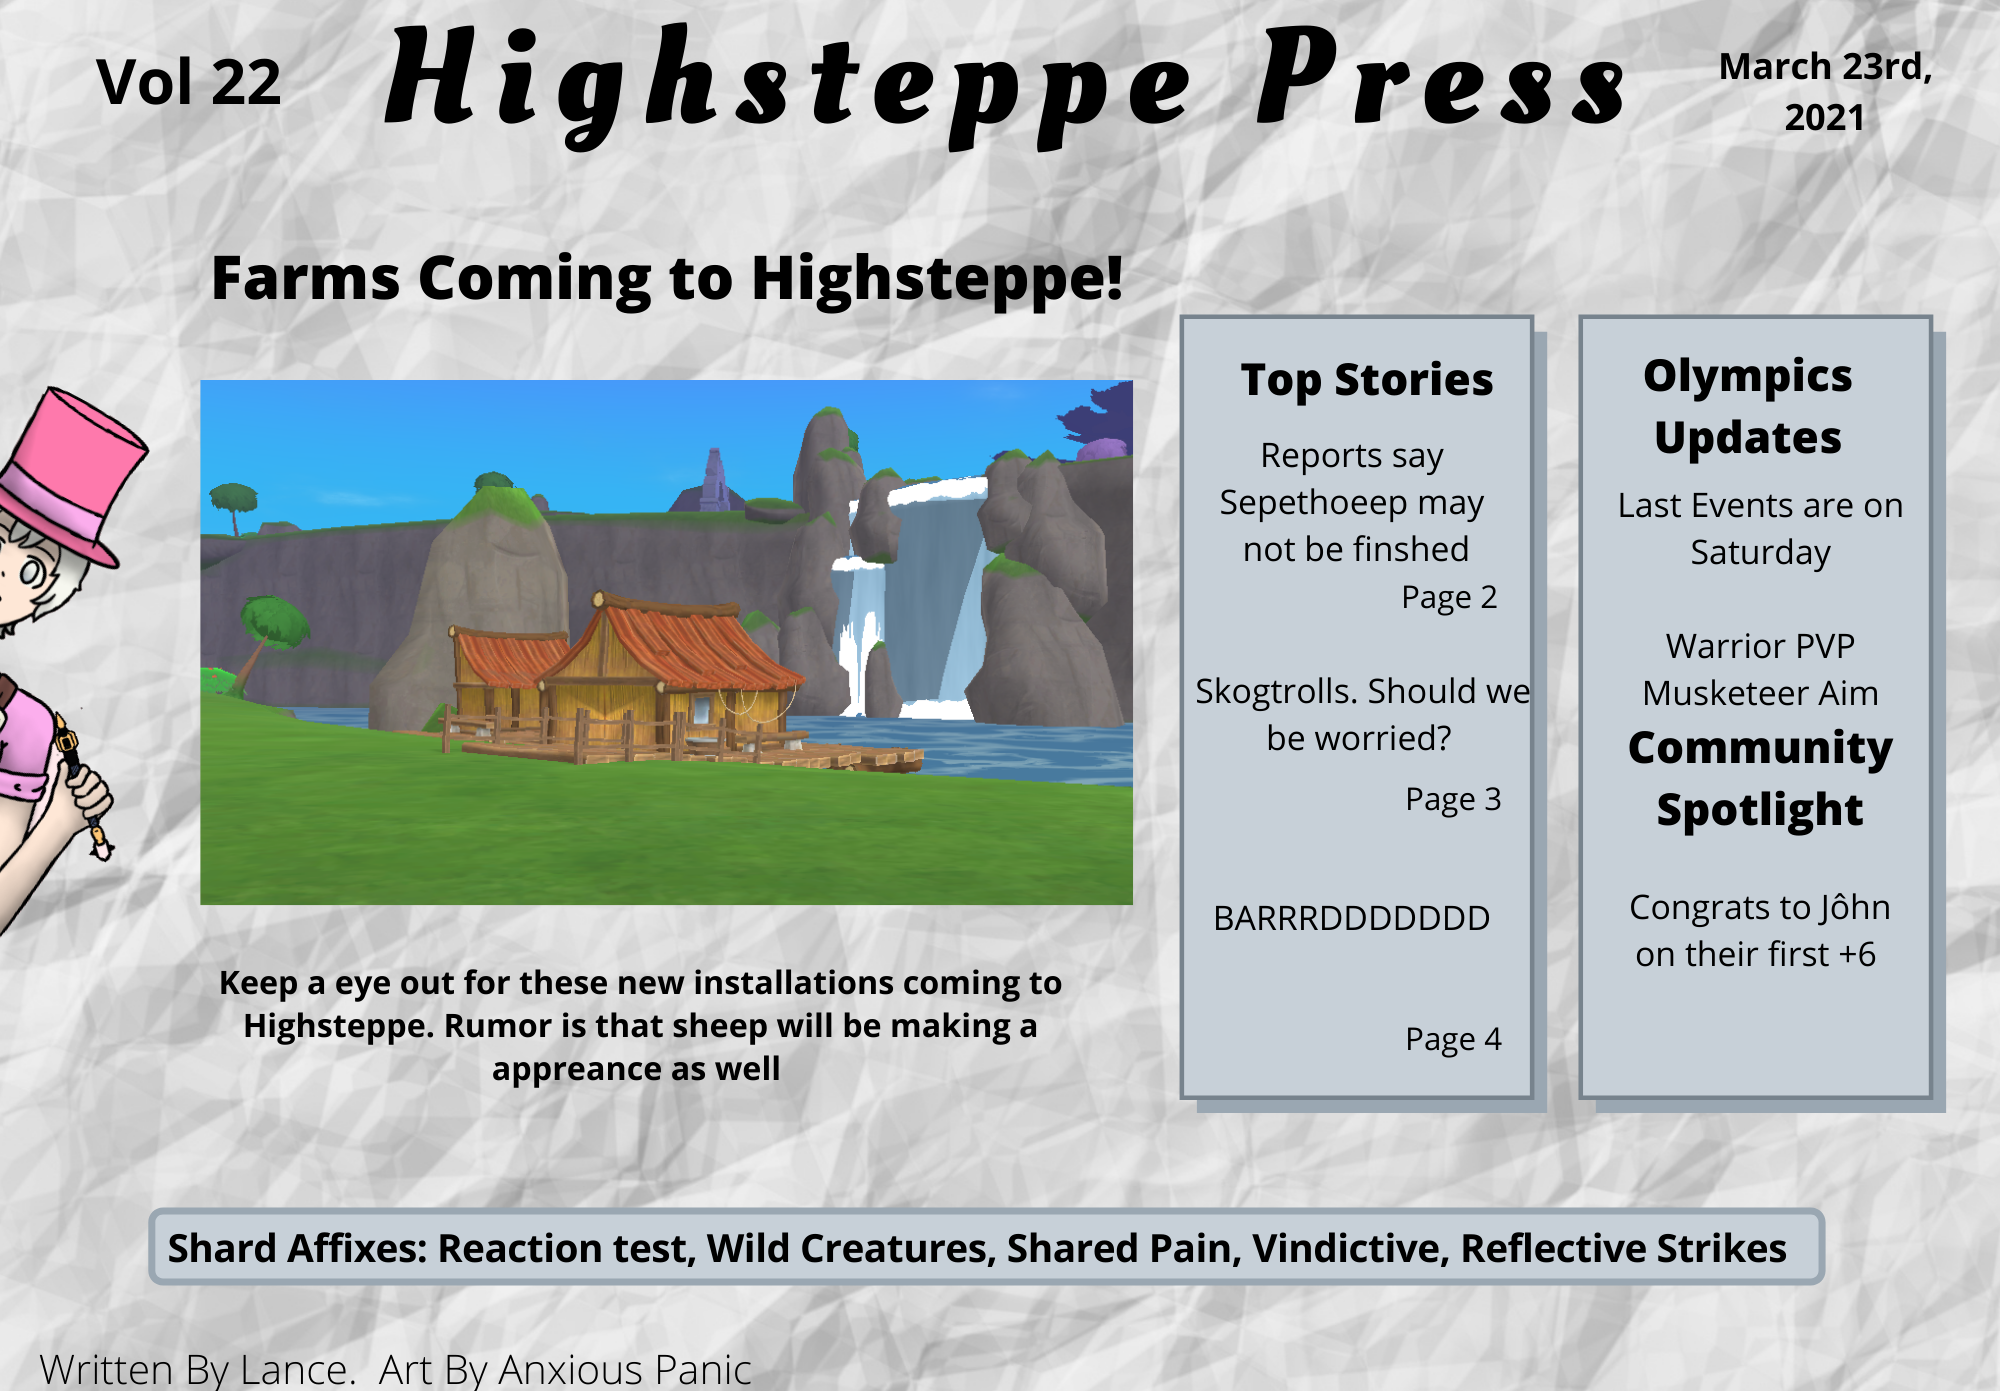 Vol 22
Highsteppe Press
March 23rd,
2021
Farms Coming to Highsteppe!
Keep a eye out for these new installations coming to
Highsteppe. Rumor is that sheep will be making a
appreance as well
Top Stories
Reports say
Sepethoeep may
not be finshed
Page 2
Skogtrolls. Should we
be worried?
Page 3
BARRRDDDDDDD
Page 4
Olympics
Updates
Last Events are on
Saturday
Warrior PVP
Musketeer Aim
Community
Spotlight
Congrats to Jôhn
on their first +6
Shard Affixes: Reaction test, Wild Creatures, Shared Pain, Vindictive, Reflective Strikes
Written By Lance.  Art By Anxious Panic